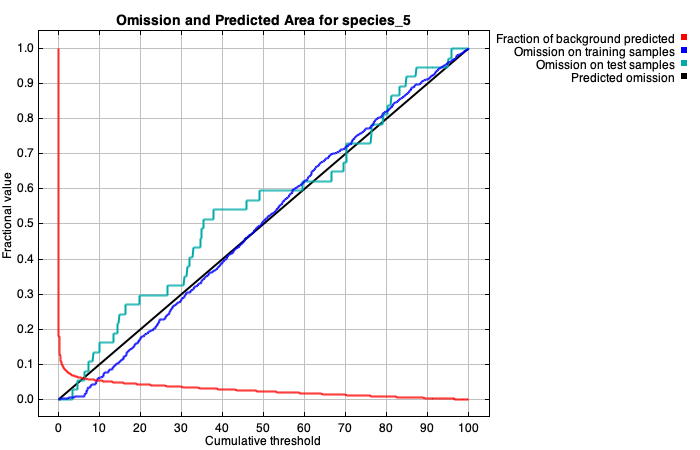 Omission and Predicted Area for species_5
Fraction of background predicted
Omission on training samples
Omission on test samples
Predicted omission
1.0
0.9
0.8
0.7
0.6
0.5
0.4
0.3
0.2
0.1
0.0
Fractional value
0 10 20 30 40 50 60 70 80 90 100
Cumulative threshold